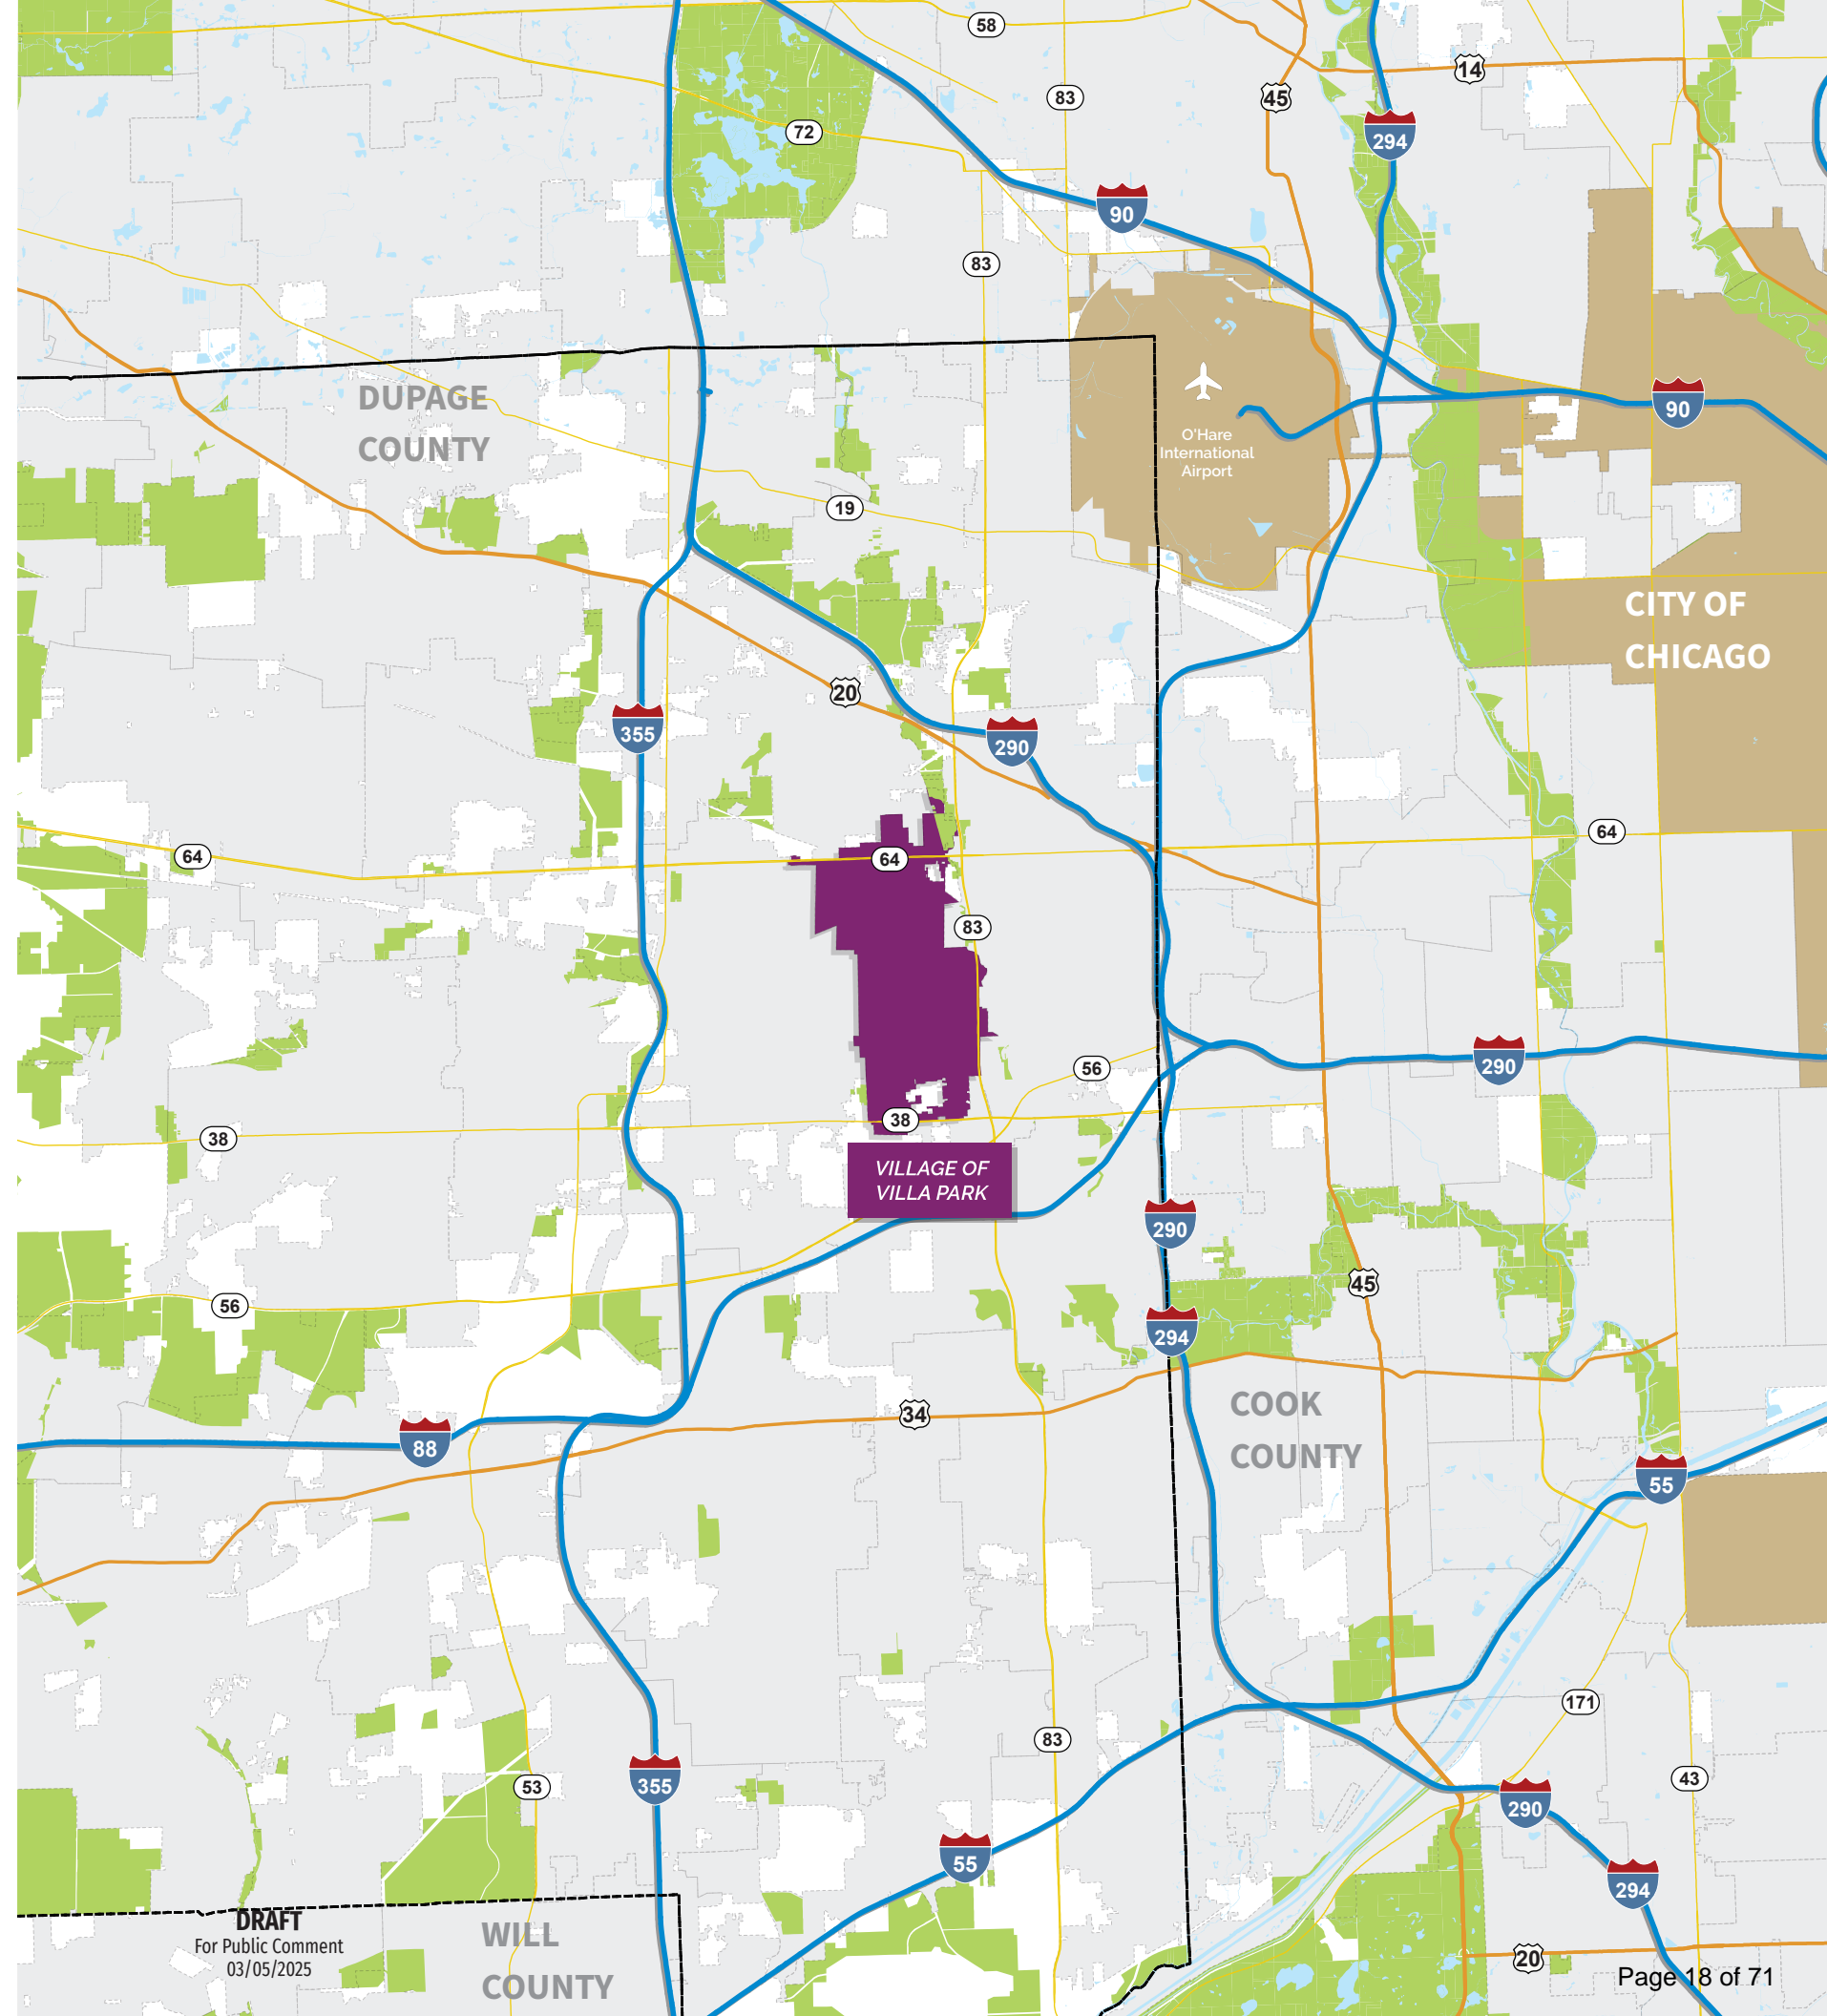 58
14
83
45
72
294
90
83
DUPAGE
COUNTY
90
O'Hare
International
Airport
19
CITY OF
CHICAGO
20
355
290
64
64
64
83
56
290
38
38
VILLAGE OF
VILLA PARK
290
45
56
294
COOK
COUNTY
34
88
55
171
83
43
355
53
290
55
294
DRAFT
For Public Comment
03/05/2025
WILL
COUNTY
20
Page 18 of 71